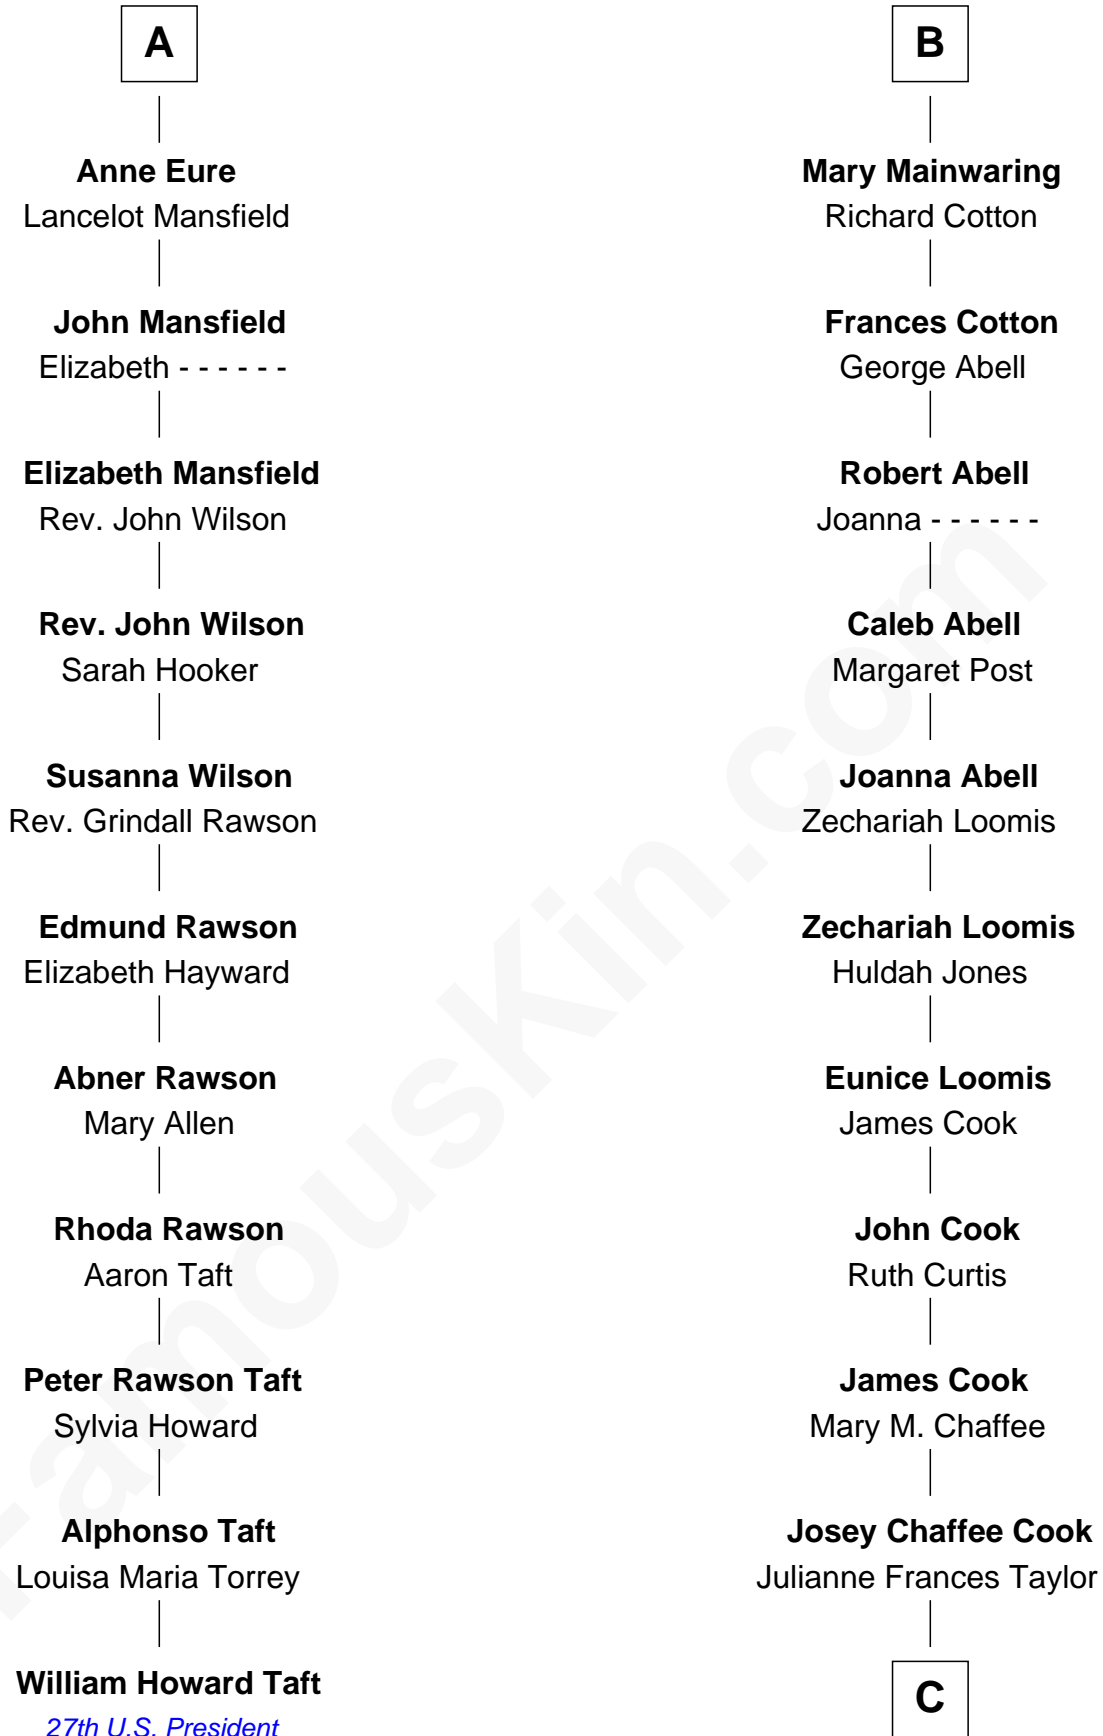 A
Anne Eure
Lancelot Mansfield
John Mansfield
Elizabeth - - - - - -
Elizabeth Mansfield
Rev. John Wilson
Rev. John Wilson
Sarah Hooker
Susanna Wilson
Rev. Grindall Rawson
Edmund Rawson
Elizabeth Hayward
Abner Rawson
Mary Allen
Rhoda Rawson
Aaron Taft
Peter Rawson Taft
Sylvia Howard
Alphonso Taft
Louisa Maria Torrey
William Howard Taft
27th U.S. President
B
Mary Mainwaring
Richard Cotton
Frances Cotton
George Abell
Robert Abell
Joanna - - - - - -
Caleb Abell
Margaret Post
Joanna Abell
Zechariah Loomis
Zechariah Loomis
Huldah Jones
Eunice Loomis
James Cook
John Cook
Ruth Curtis
James Cook
Mary M. Chaffee
Josey Chaffee Cook
Julianne Frances Taylor
C
FamousKin.com